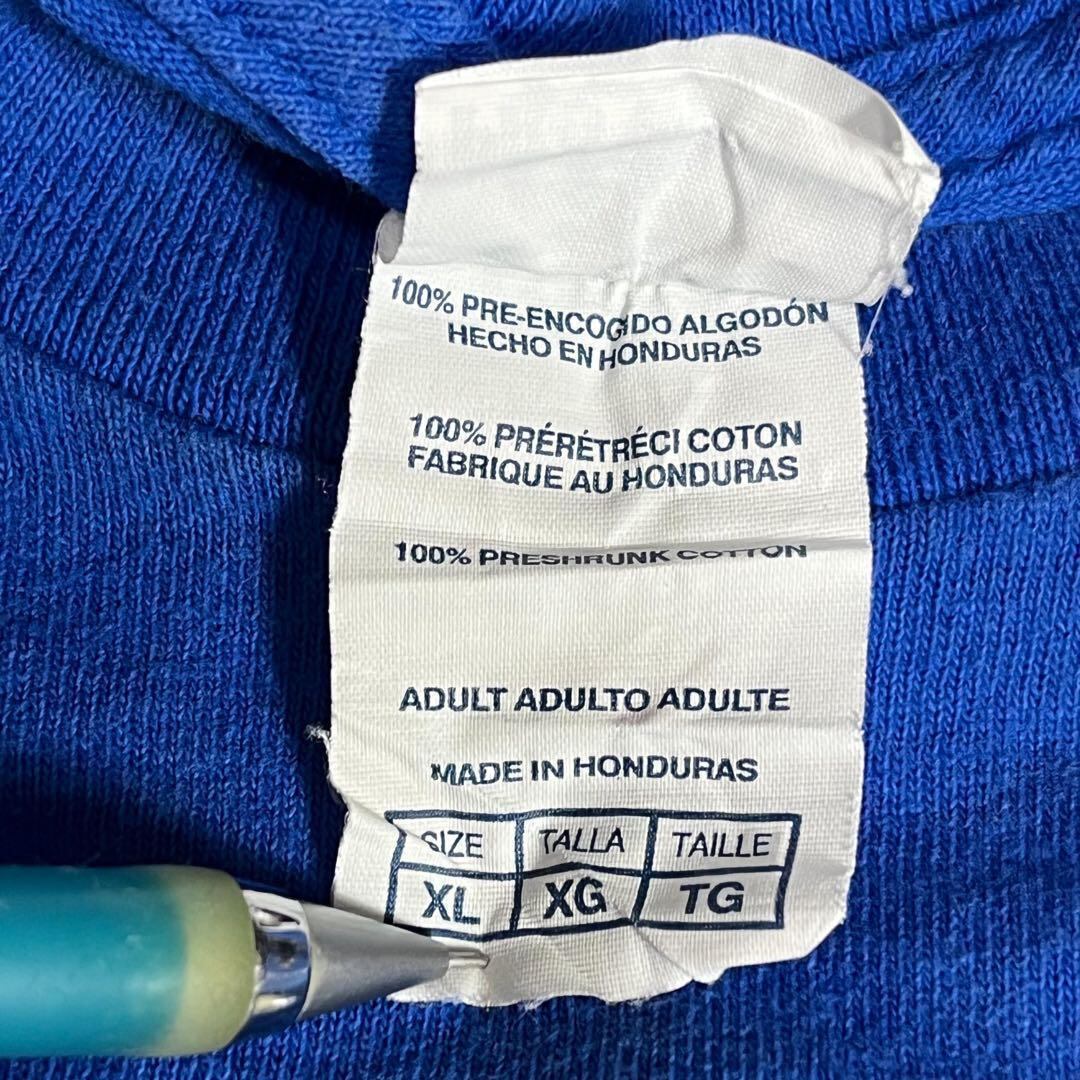 100% PRE-ENCOGIDO ALGODÓN
HECHO EN HONDURAS
100% PRÉRÉTRÉCI COTON
FABRIQUE AU HONDURAS
100% PRESHRUNK COTTON
ADULT ADULTO ADULTE
MADE IN HONDURAS
SIZE TALLA TAILLE
XL XG TG